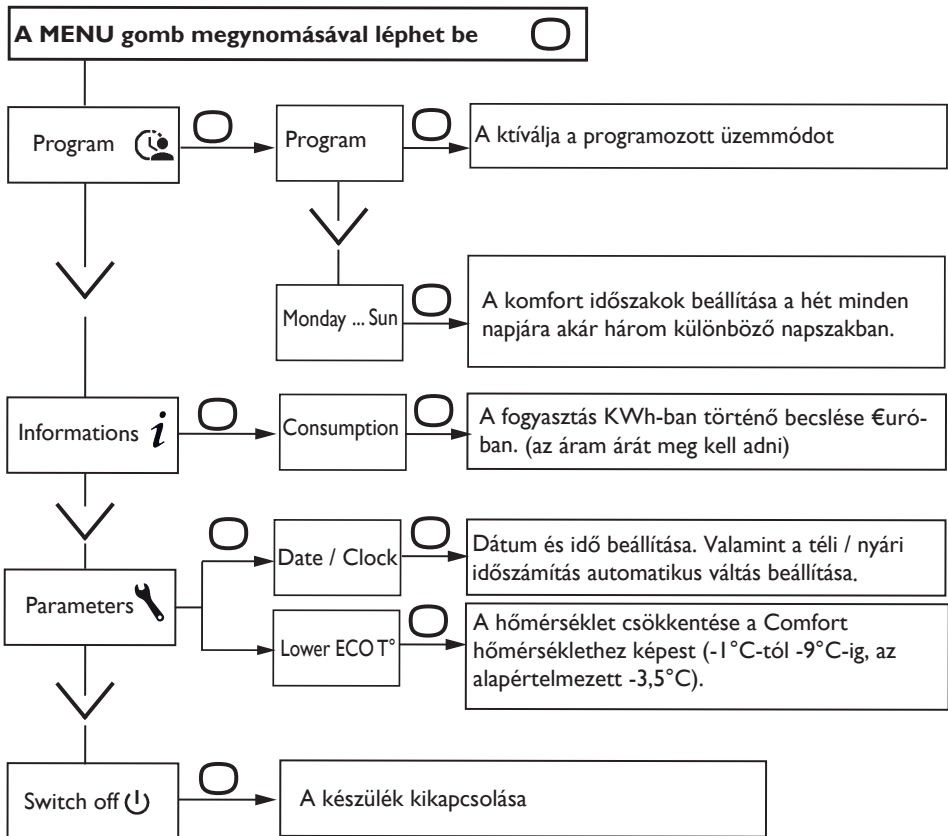 A MENU gomb megynomásával léphet be
Program
Program
A ktíválja a programozott üzemmódot
Monday ... Sun
A komfort időszakok beállítása a hét minden
napjára akár három különböző napszakban.
Informations i
Consumption
A fogyasztás KWh-ban történő becslése €uró-
ban. (az áram árát meg kell adni)
Parameters
Date / Clock
Dátum és idő beállítása. Valamint a téli / nyári
időszámítás automatikus váltás beállítása.
Lower ECO T°
A hőmérséklet csökkentése a Comfort
hőmérséklethez képest (-1°C-tól -9°C-ig, az
alapértelmezett -3,5°C).
Switch off
A készülék kikapcsolása